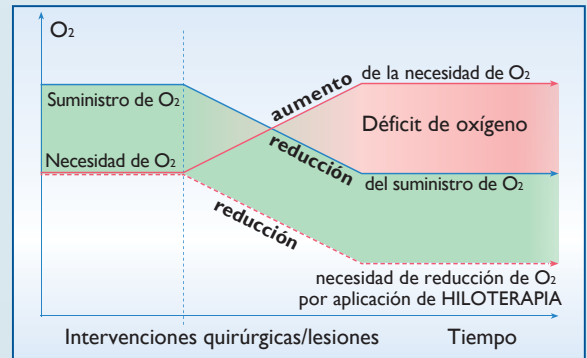 O₂
Suministro de O₂
Necesidad de O₂
aumento
de la necesidad de O₂
Déficit de oxígeno
reducción
del suministro de O₂
reducción
necesidad de reducción de O₂
por aplicación de HILOTERAPIA
Intervenciones quirúrgicas/lesiones
Tiempo